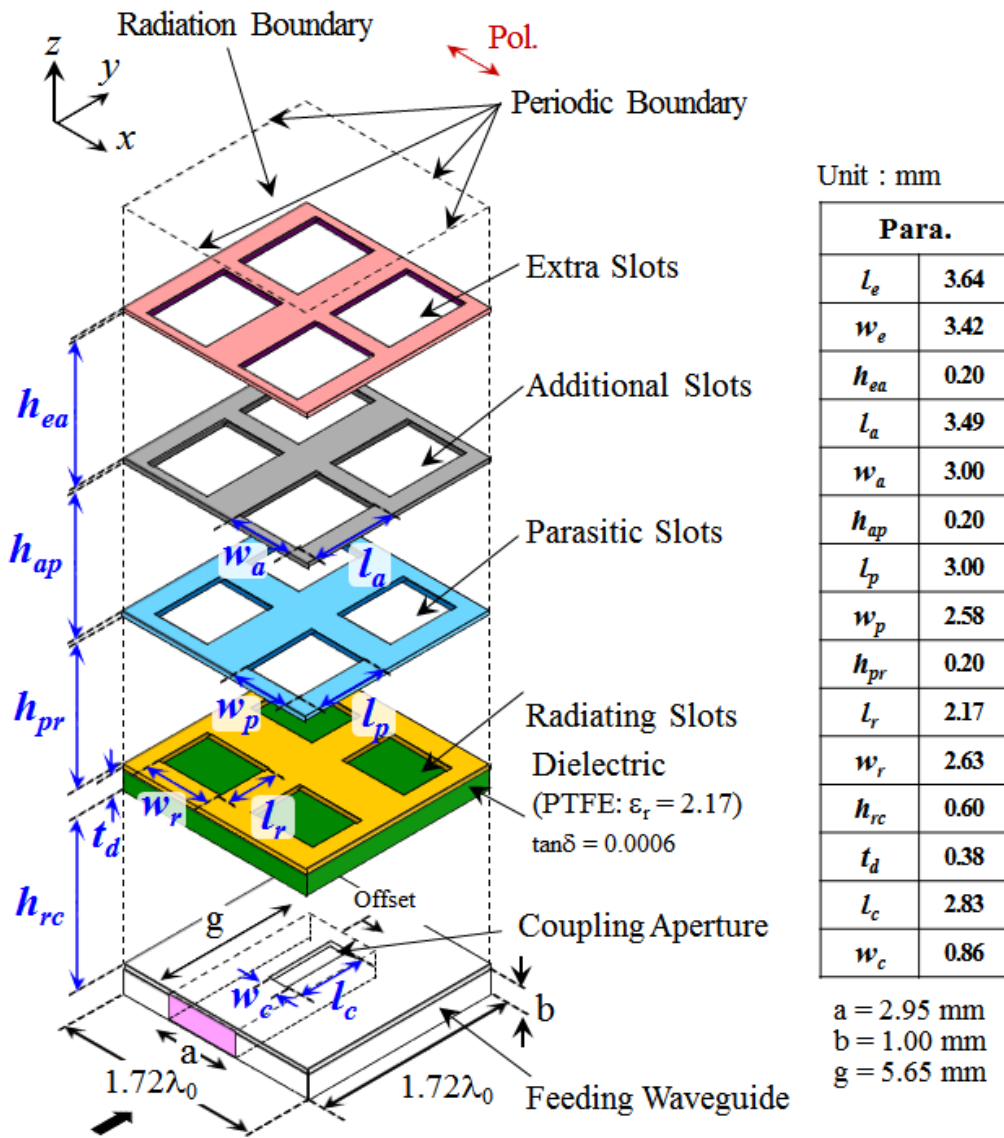 Radiation Boundary
Pol.
z
y
x
Periodic Boundary
Extra Slots
h_ea
Additional Slots
h_ap
w_a
l_a
Parasitic Slots
h_pr
w_p
l_p
Radiating Slots
Dielectric
(PTFE: ε_r = 2.17)
tanδ = 0.0006
w_r
l_r
t_d
h_rc
Offset
g
Coupling Aperture
w_c
l_c
b
a
1.72λ_0
1.72λ_0
Feeding Waveguide
Unit : mm
Para.
l_e 3.64
w_e 3.42
h_ea 0.20
l_a 3.49
w_a 3.00
h_ap 0.20
l_p 3.00
w_p 2.58
h_pr 0.20
l_r 2.17
w_r 2.63
h_rc 0.60
t_d 0.38
l_c 2.83
w_c 0.86
a = 2.95 mm
b = 1.00 mm
g = 5.65 mm